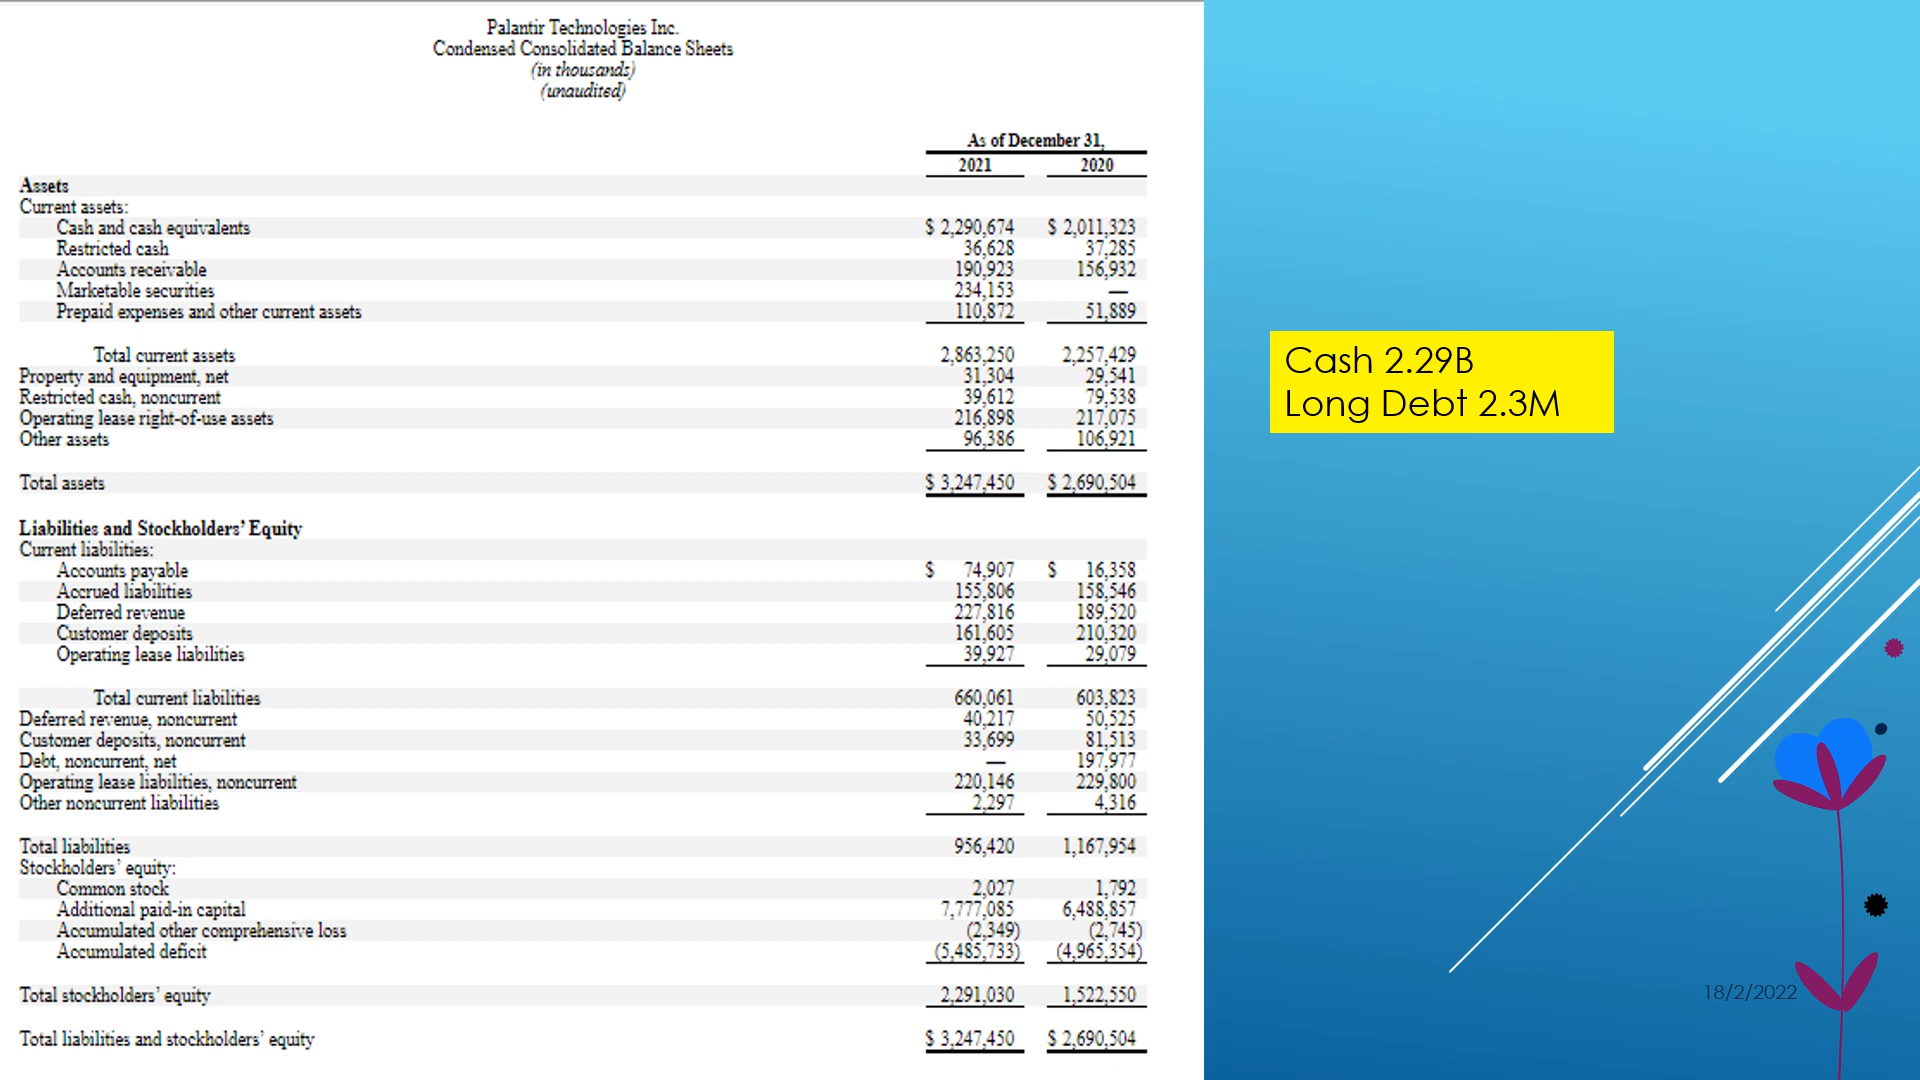 Palantir Technologies Inc.
Condensed Consolidated Balance Sheets
(in thousands)
(unaudited)
As of December 31,
2021 2020
Assets
Current assets:
Cash and cash equivalents $ 2,290,674 $ 2,011,323
Restricted cash 36,628 37,285
Accounts receivable 190,923 156,932
Marketable securities 234,153 —
Prepaid expenses and other current assets 110,872 51,889
Total current assets 2,863,250 2,257,429
Property and equipment, net 31,304 29,541
Restricted cash, noncurrent 39,612 79,538
Operating lease right-of-use assets 216,898 217,075
Other assets 96,386 106,921
Total assets $ 3,247,450 $ 2,690,504
Liabilities and Stockholders’ Equity
Current liabilities:
Accounts payable $ 74,907 $ 16,358
Accrued liabilities 155,806 158,546
Deferred revenue 227,816 189,520
Customer deposits 161,605 210,320
Operating lease liabilities 39,927 29,079
Total current liabilities 660,061 603,823
Deferred revenue, noncurrent 40,217 50,525
Customer deposits, noncurrent 33,699 81,513
Debt, noncurrent, net — 197,977
Operating lease liabilities, noncurrent 220,146 229,800
Other noncurrent liabilities 2,297 4,316
Total liabilities 956,420 1,167,954
Stockholders’ equity:
Common stock 2,027 1,792
Additional paid-in capital 7,777,085 6,488,857
Accumulated other comprehensive loss (2,349) (2,745)
Accumulated deficit (5,485,733) (4,965,354)
Total stockholders’ equity 2,291,030 1,522,550
Total liabilities and stockholders’ equity $ 3,247,450 $ 2,690,504
Cash 2.29B
Long Debt 2.3M
18/2/2022